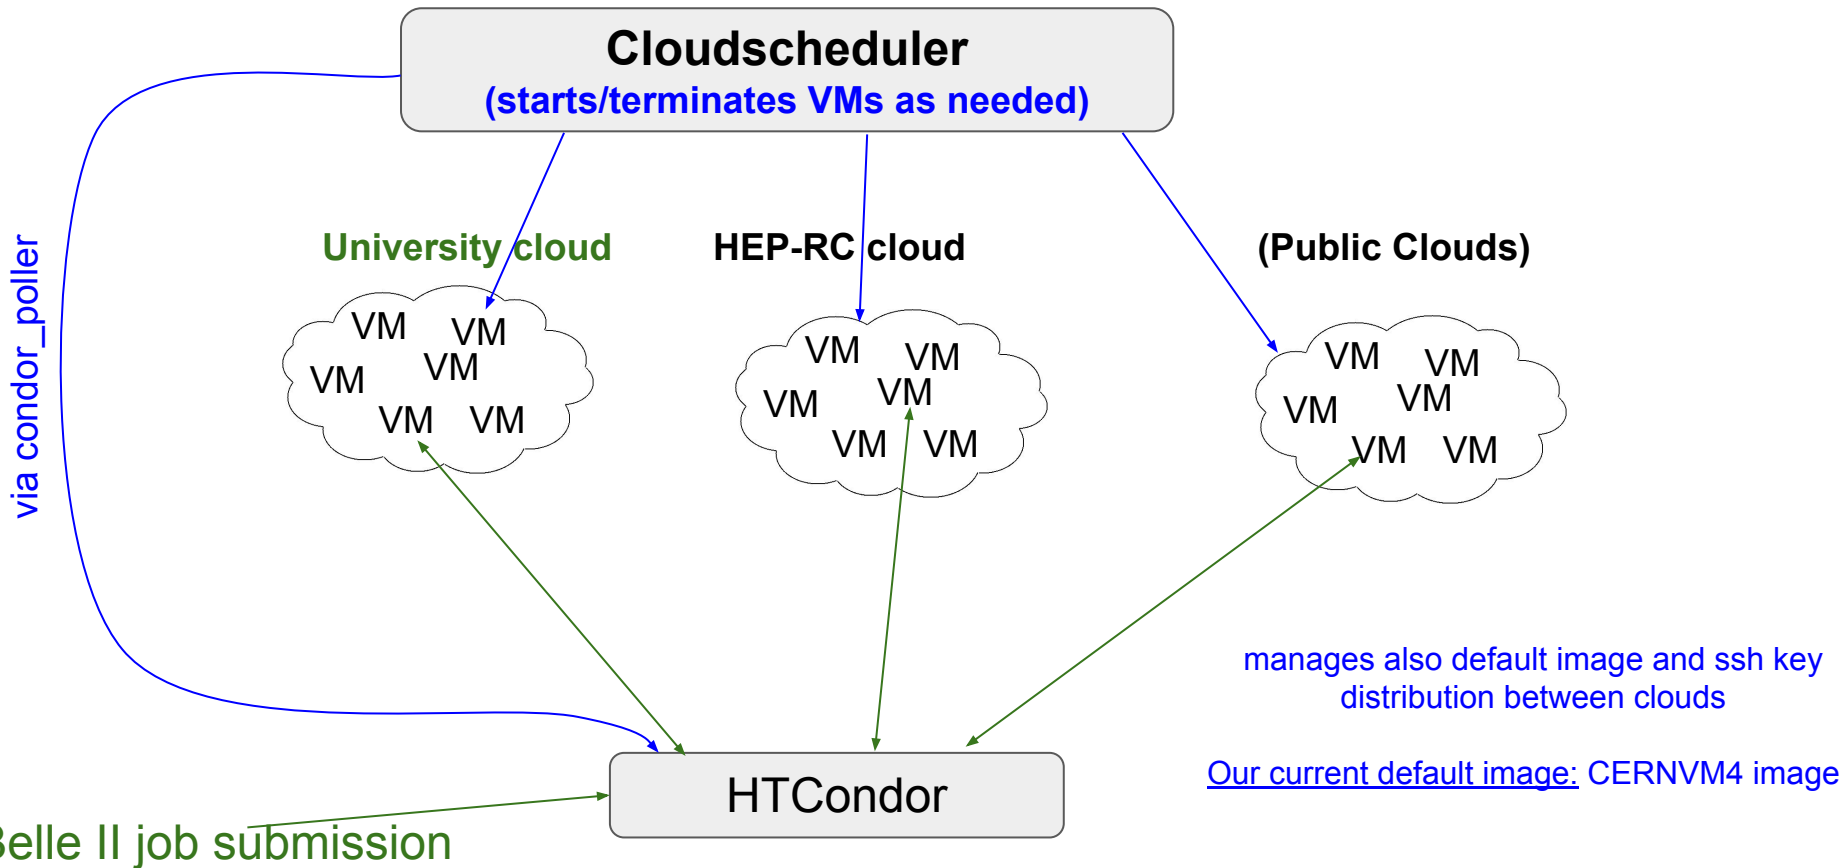 Cloudscheduler
(starts/terminates VMs as needed)
via condor_poller
University cloud
HEP-RC cloud
(Public Clouds)
VM VM
VM
VM
VM VM
VM VM
VM
VM
VM VM
VM VM
VM
VM
VM VM
manages also default image and ssh key
distribution between clouds
Our current default image: CERNVM4 image
HTCondor
Belle II job submission